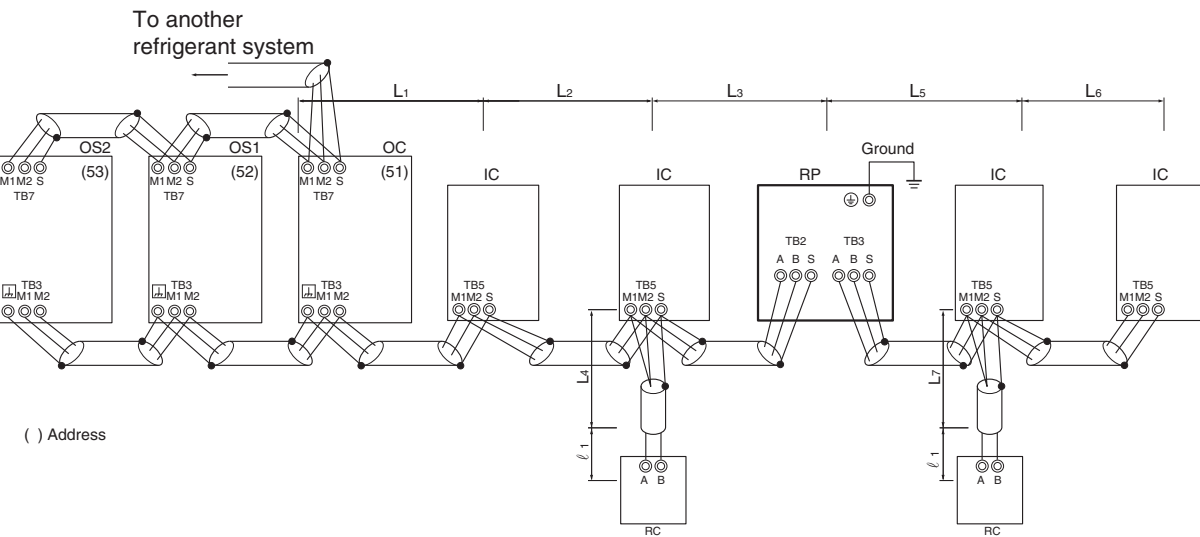 To another
refrigerant system
L1 L2 L3 L5 L6
OS2 OS1 OC Ground
(53) (52) (51) IC IC RP IC IC
M1 M2 S M1 M2 S M1 M2 S
TB7 TB7 TB7
TB2 TB3
A B S A B S
TB3 TB3 TB3 TB5 TB5 TB5 TB5
M1 M2 M1 M2 M1 M2 M1 M2 S M1 M2 S M1 M2 S M1 M2 S
L4 L7
( ) Address
ℓ 1 ℓ 1
A B A B
RC RC